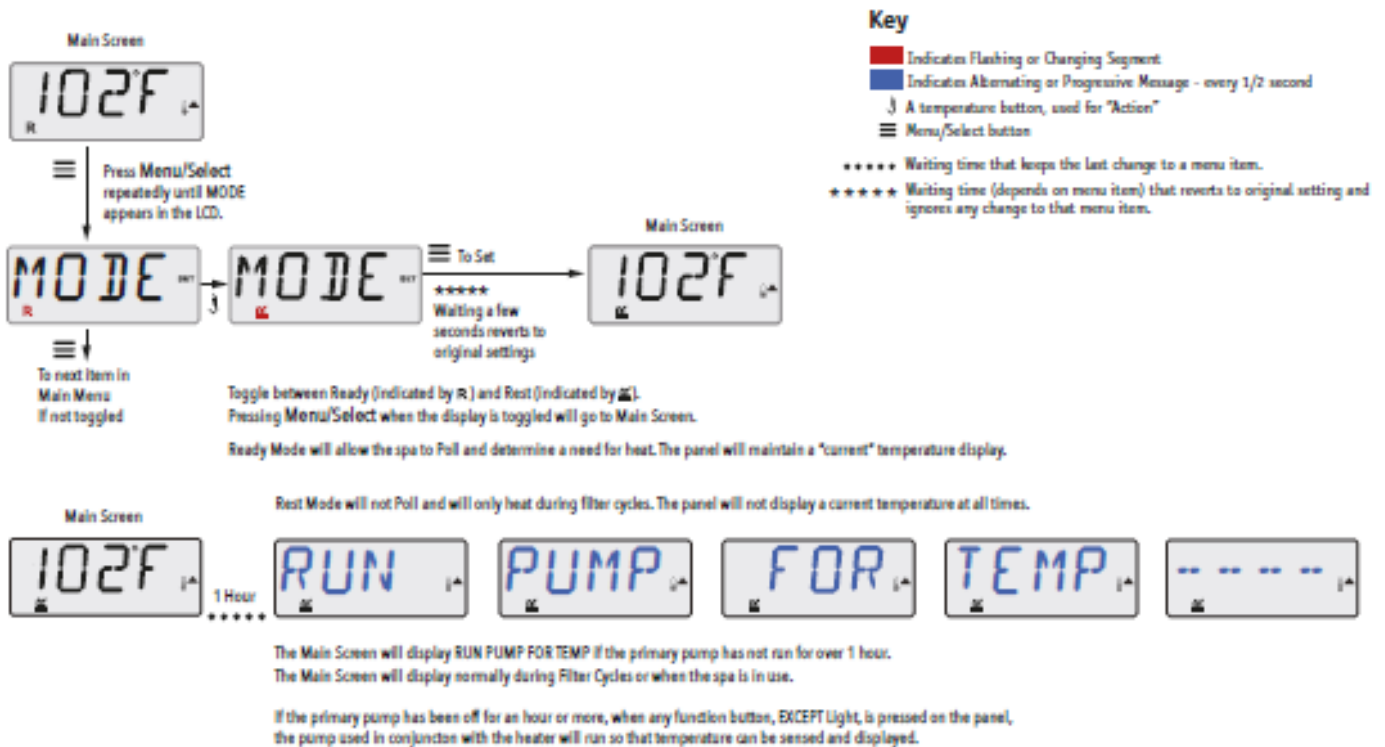 Key
Main Screen
Indicates Flashing or Changing Segment
Indicates Alternating or Progressive Message - every 1/2 second
A temperature button, used for "Action"
Menu/Select button
102°F
R
Press Menu/Select
repeatedly until MODE
appears in the LCD.
***** Waiting time that keeps the last change to a menu item.
***** Waiting time (depends on menu item) that reverts to original setting and
ignores any change to that menu item.
Main Screen
MODE
R
MODE
To Set
*****
Waiting a few
seconds reverts to
original settings
102°F
To next item in
Main Menu
If not toggled
Toggle between Ready (indicated by R ) and Rest (indicated by ).
Pressing Menu/Select when the display is toggled will go to Main Screen.
Ready Mode will allow the spa to Poll and determine a need for heat. The panel will maintain a "current" temperature display.
Rest Mode will not Poll and will only heat during filter cycles. The panel will not display a current temperature at all times.
Main Screen
102°F
1 Hour
*****
RUN
PUMP
FOR
TEMP
- - - -
The Main Screen will display RUN PUMP FOR TEMP if the primary pump has not run for over 1 hour.
The Main Screen will display normally during Filter Cycles or when the spa is in use.
If the primary pump has been off for an hour or more, when any function button, EXCEPT Light, is pressed on the panel,
the pump used in conjuncton with the heater will run so that temperature can be sensed and displayed.